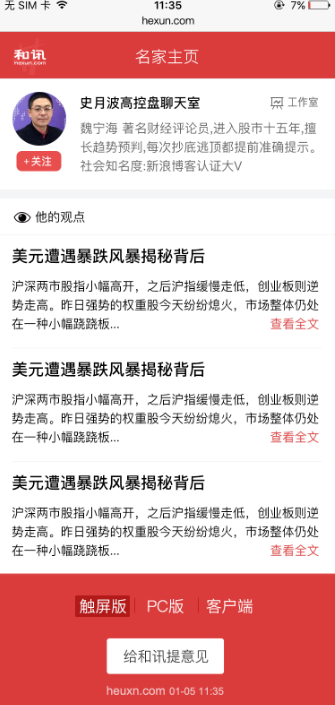 无 SIM 卡 11:35 7%
hexun.com
和讯 hexun.com 名家主页
史月波高控盘聊天室 工作室
魏宁海 著名财经评论员,进入股市十五年,擅
长趋势预判,每次抄底逃顶都提前准确提示。
社会知名度:新浪博客认证大V
+关注
他的观点
美元遭遇暴跌风暴揭秘背后
沪深两市股指小幅高开，之后沪指缓慢走低，创业板则逆
势走高。昨日强势的权重股今天纷纷熄火，市场整体仍处
在一种小幅跷跷板... 查看全文
美元遭遇暴跌风暴揭秘背后
沪深两市股指小幅高开，之后沪指缓慢走低，创业板则逆
势走高。昨日强势的权重股今天纷纷熄火，市场整体仍处
在一种小幅跷跷板... 查看全文
美元遭遇暴跌风暴揭秘背后
沪深两市股指小幅高开，之后沪指缓慢走低，创业板则逆
势走高。昨日强势的权重股今天纷纷熄火，市场整体仍处
在一种小幅跷跷板... 查看全文
触屏版 PC版 客户端
给和讯提意见
heuxn.com 01-05 11:35